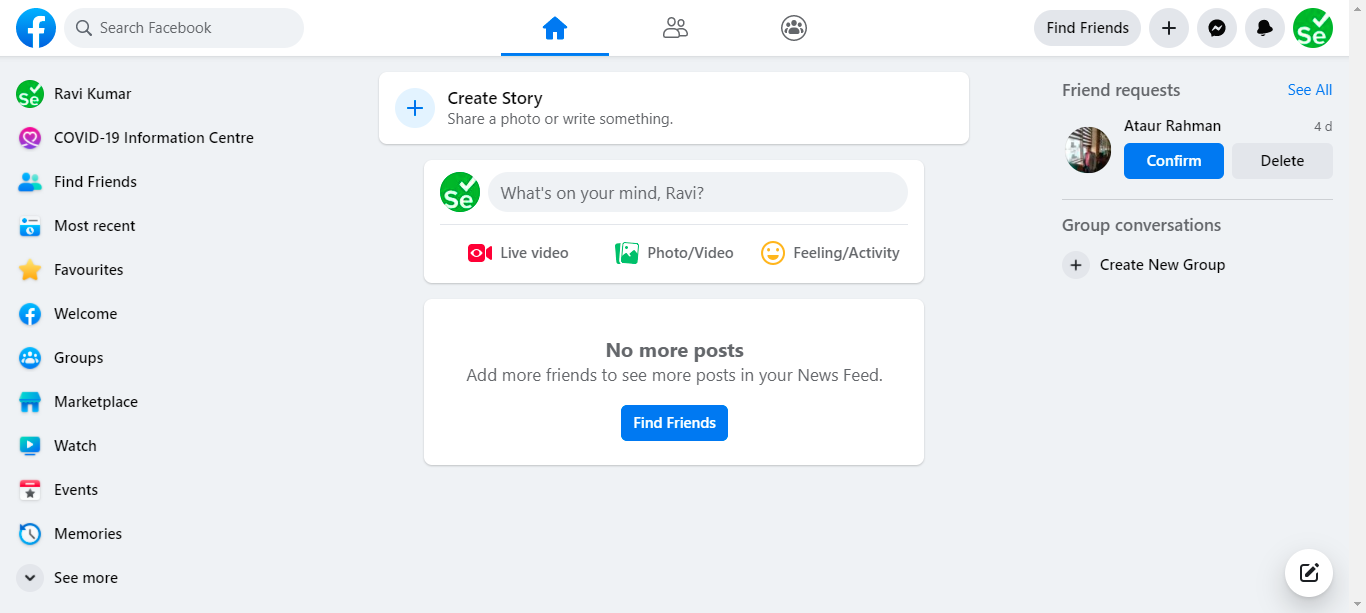 Search Facebook
Find Friends
Se
Se
Ravi Kumar
COVID-19 Information Centre
Find Friends
Most recent
Favourites
Welcome
Groups
Marketplace
Watch
Events
Memories
See more
Create Story
Share a photo or write something.
Se
What's on your mind, Ravi?
Live video
Photo/Video
Feeling/Activity
No more posts
Add more friends to see more posts in your News Feed.
Find Friends
Friend requests
See All
Ataur Rahman
4 d
Confirm
Delete
Group conversations
Create New Group